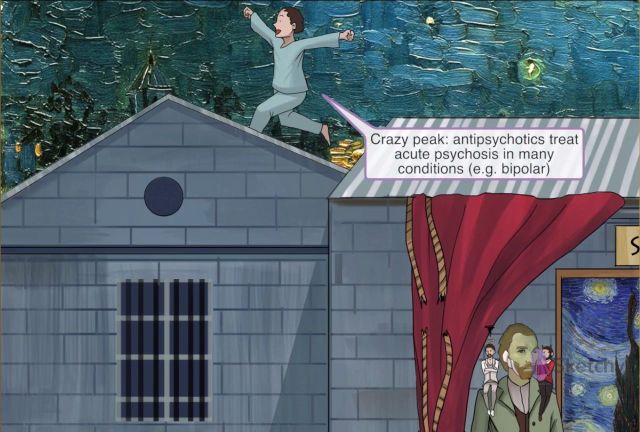 Crazy peak: antipsychotics treat
acute psychosis in many
conditions (e.g. bipolar)
S